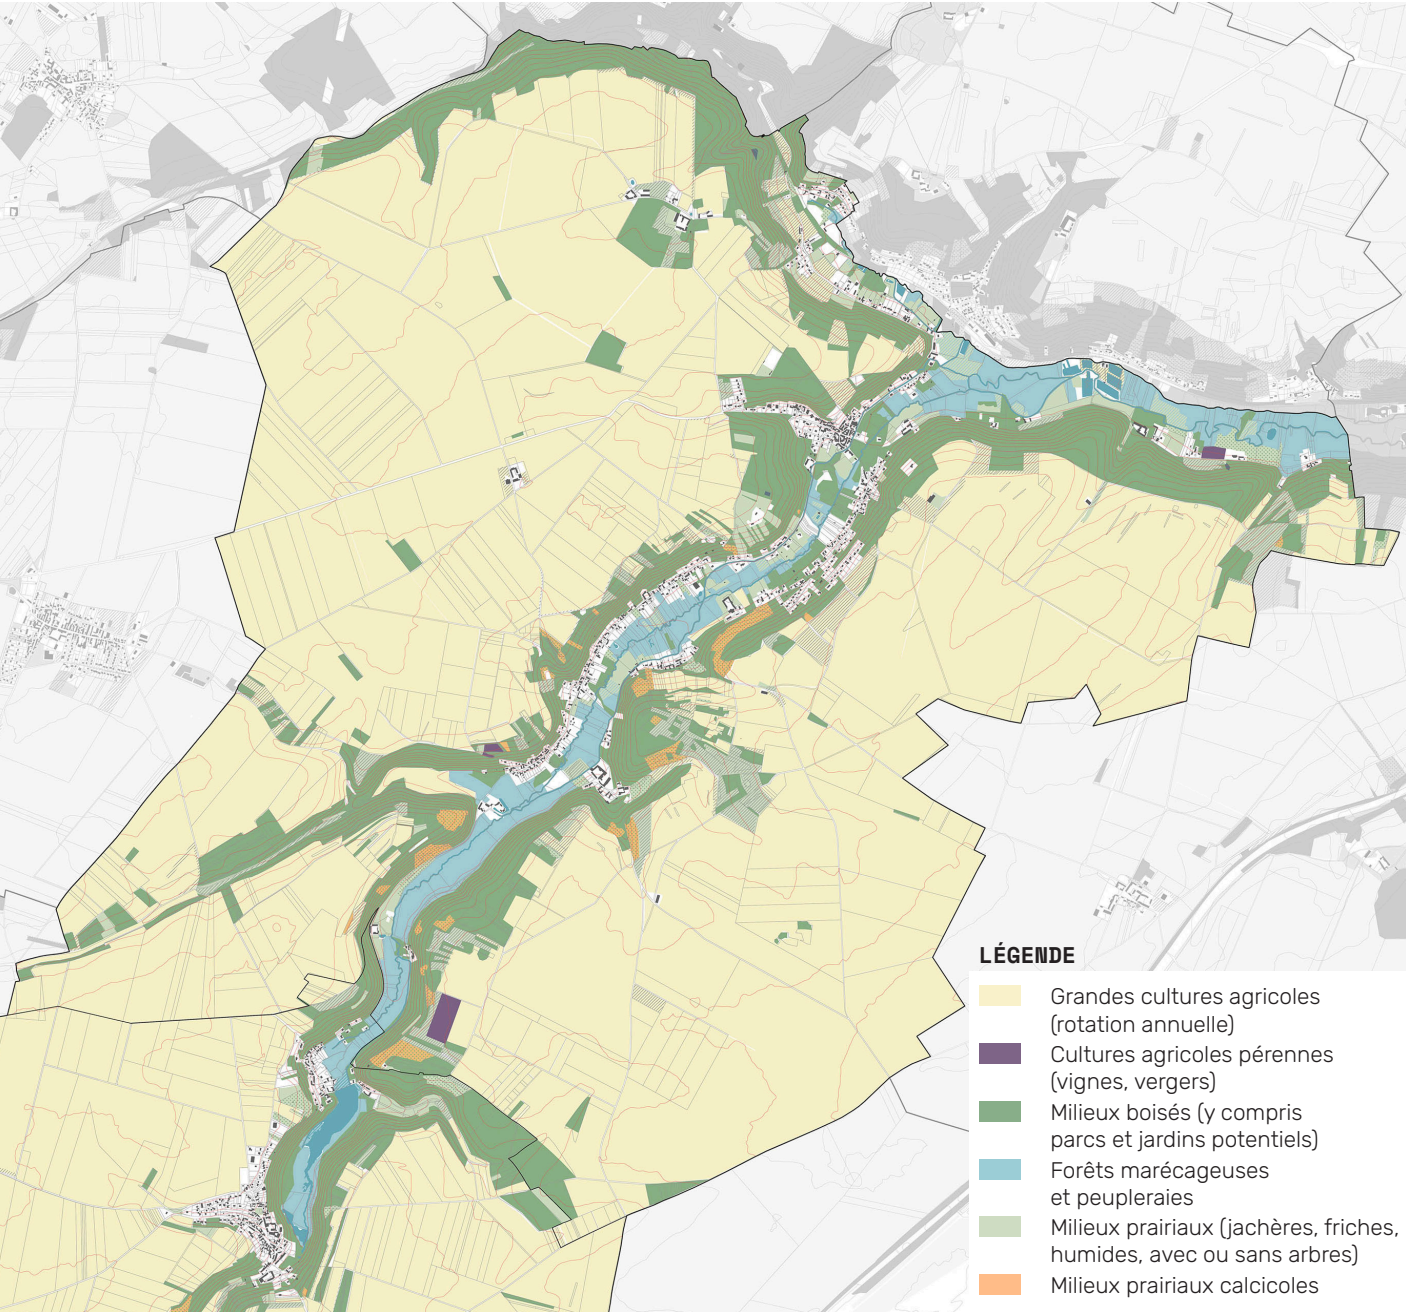 LÉGENDE
Grandes cultures agricoles
(rotation annuelle)
Cultures agricoles pérennes
(vignes, vergers)
Milieux boisés (y compris
parcs et jardins potentiels)
Forêts marécageuses
et peupleraies
Milieux prairiaux (jachères, friches,
humides, avec ou sans arbres)
Milieux prairiaux calcicoles